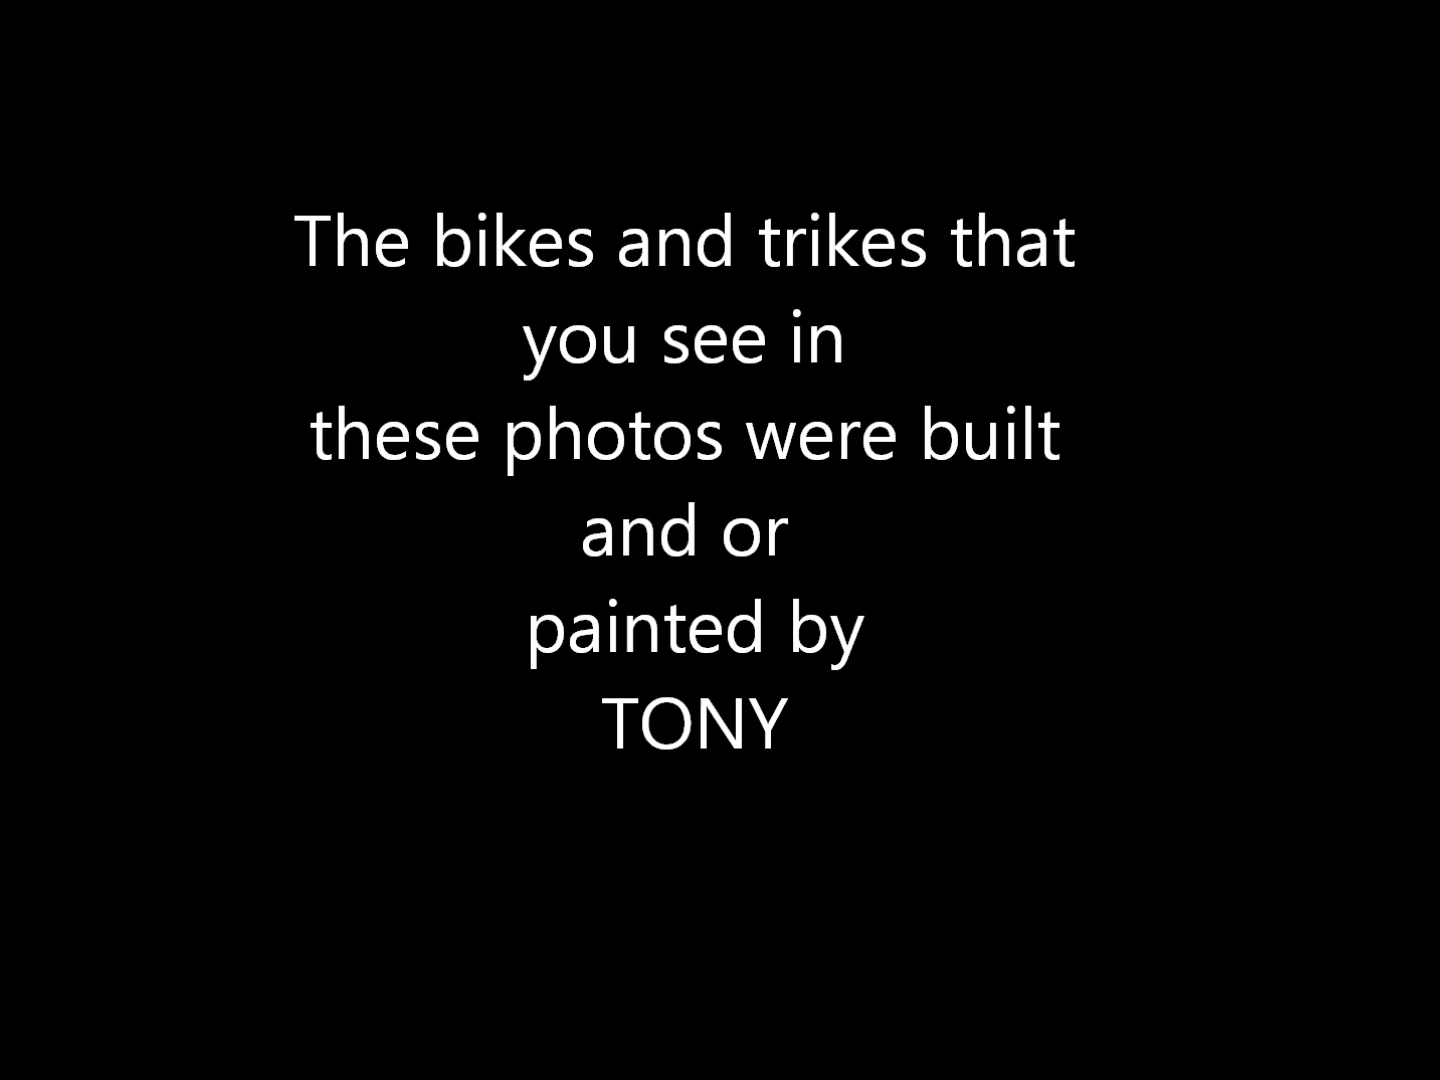 The bikes and trikes that
you see in
these photos were built
and or
painted by
TONY